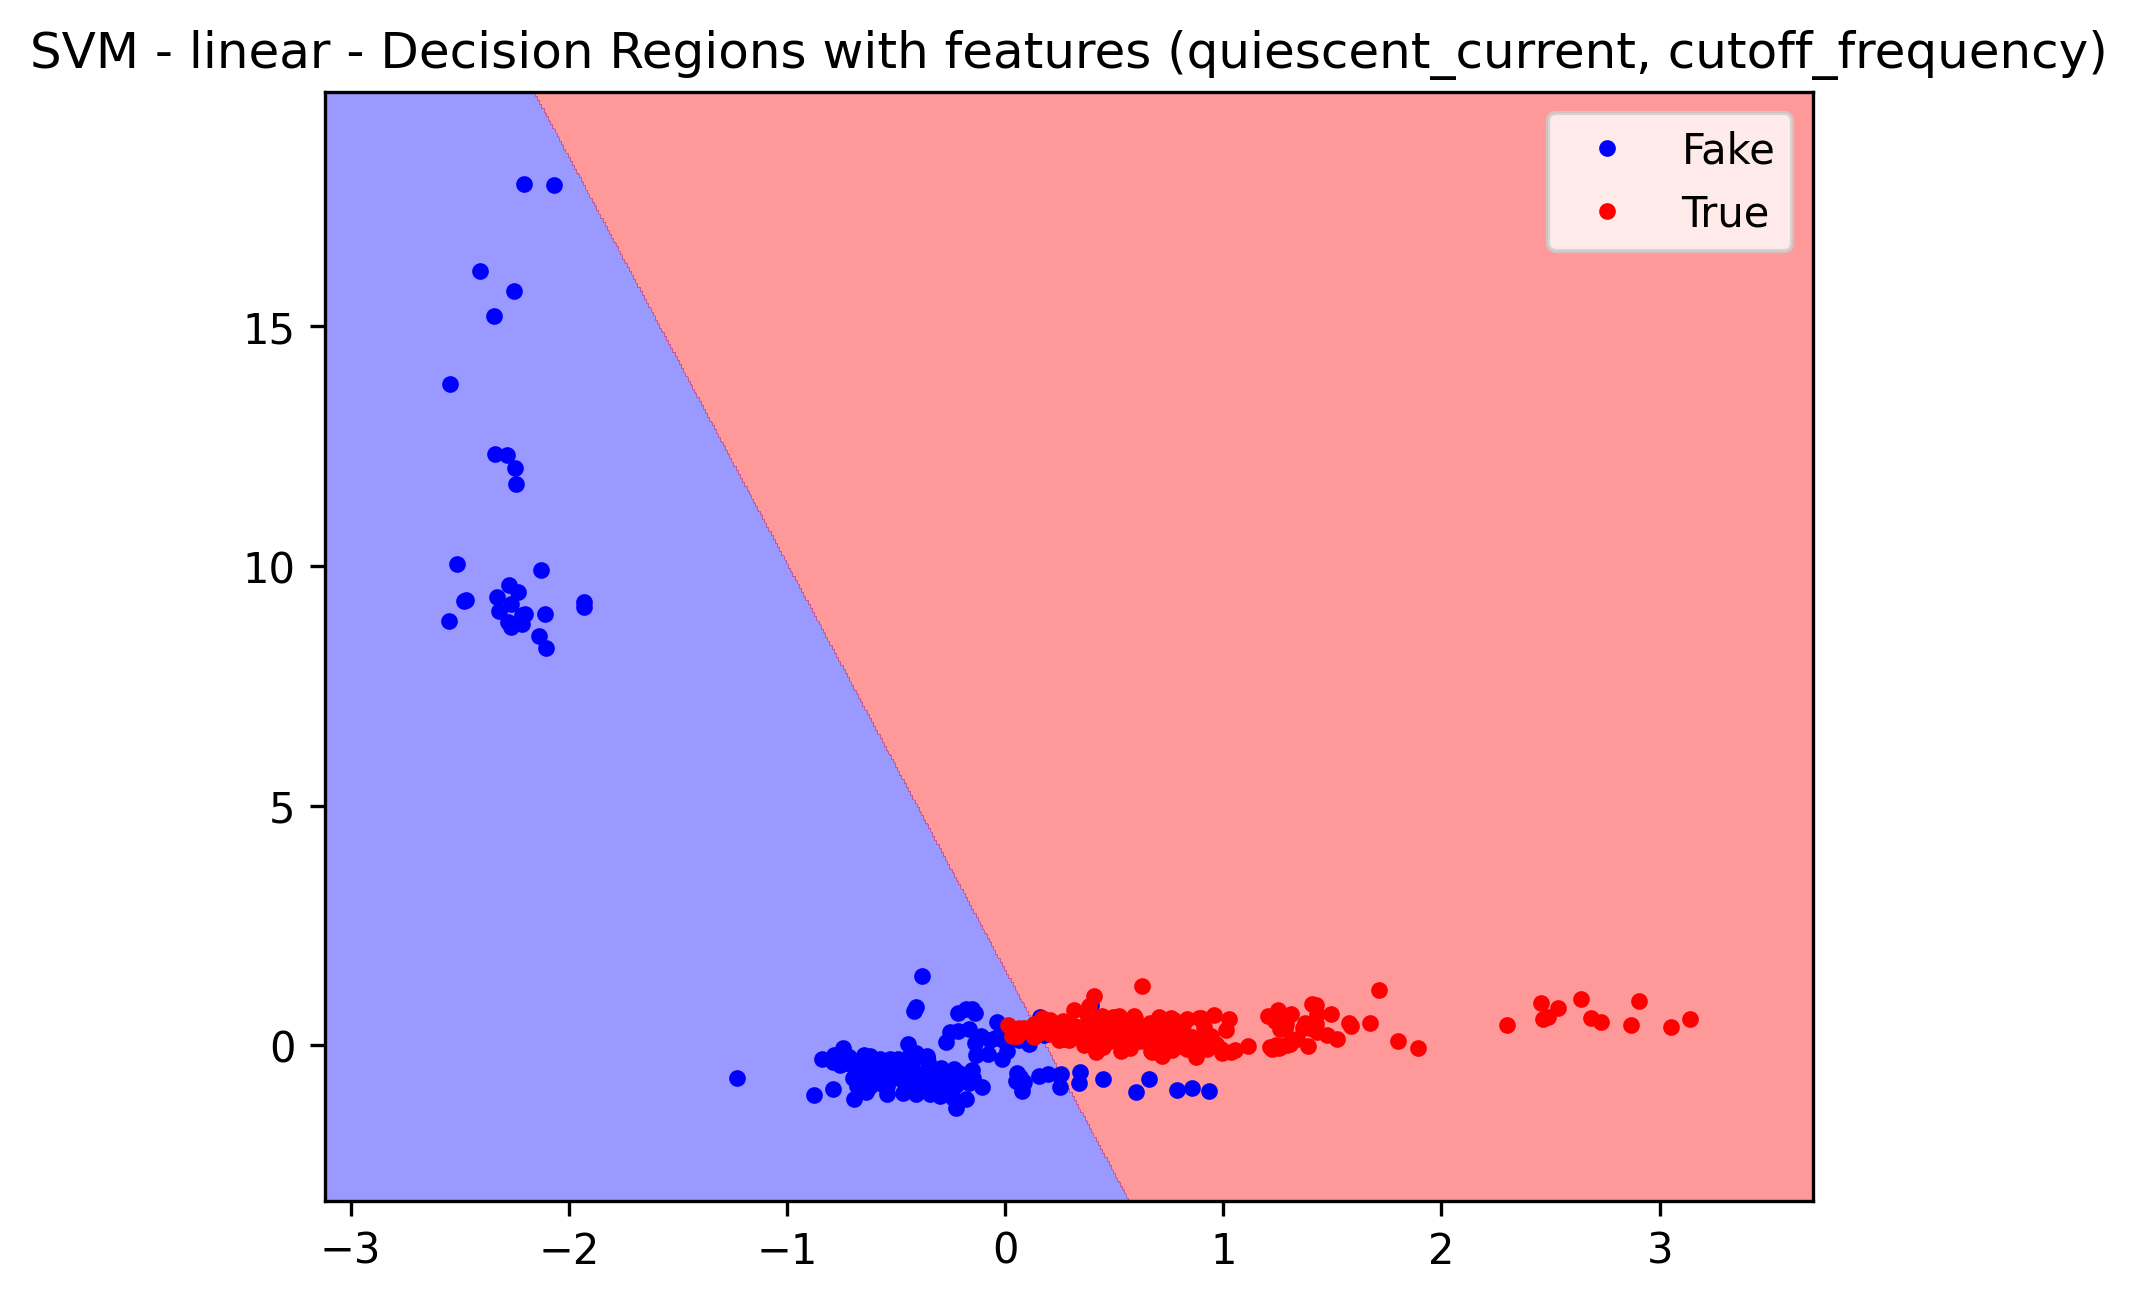 SVM - linear - Decision Regions with features (quiescent_current, cutoff_frequency)
Fake
True
15
10
5
0
−3 −2 −1 0 1 2 3